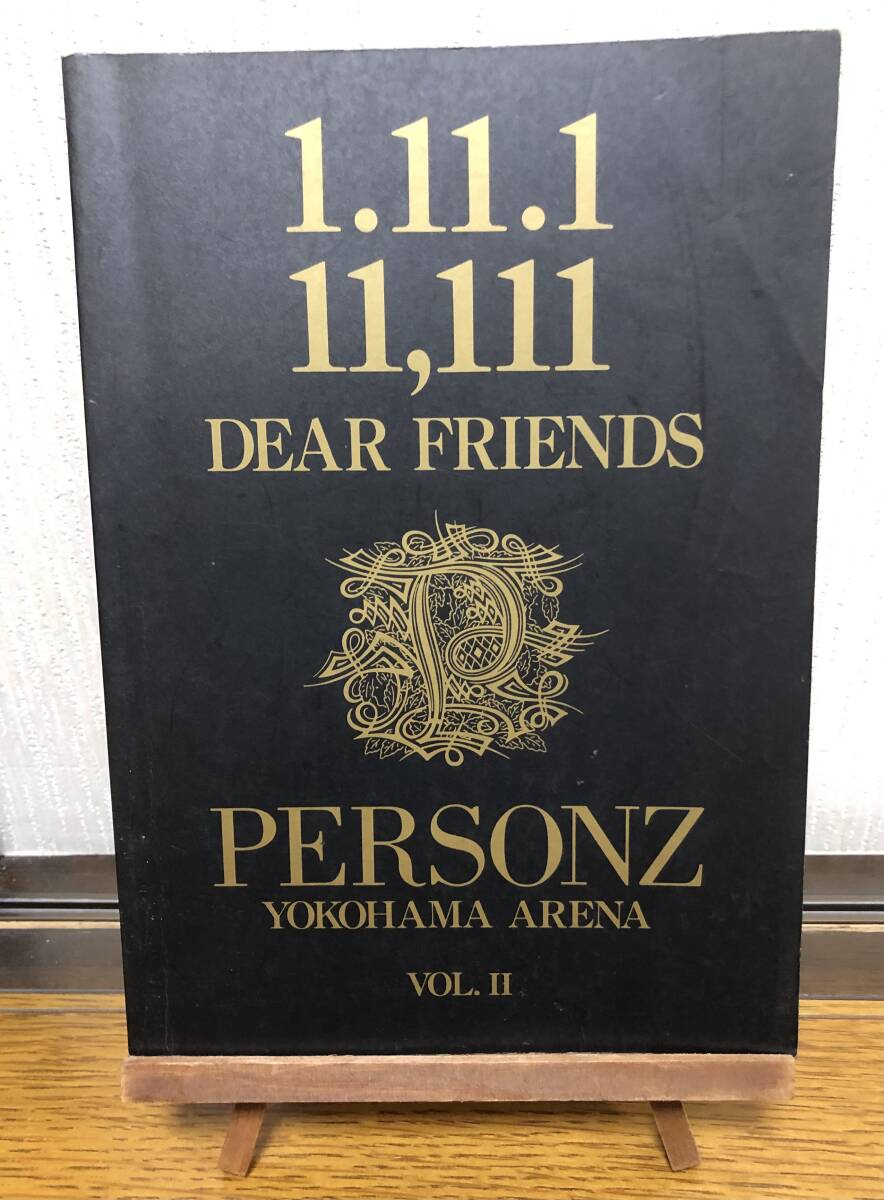 1.11.1
11,111
DEAR FRIENDS
P
PERSONZ
YOKOHAMA ARENA
VOL. II